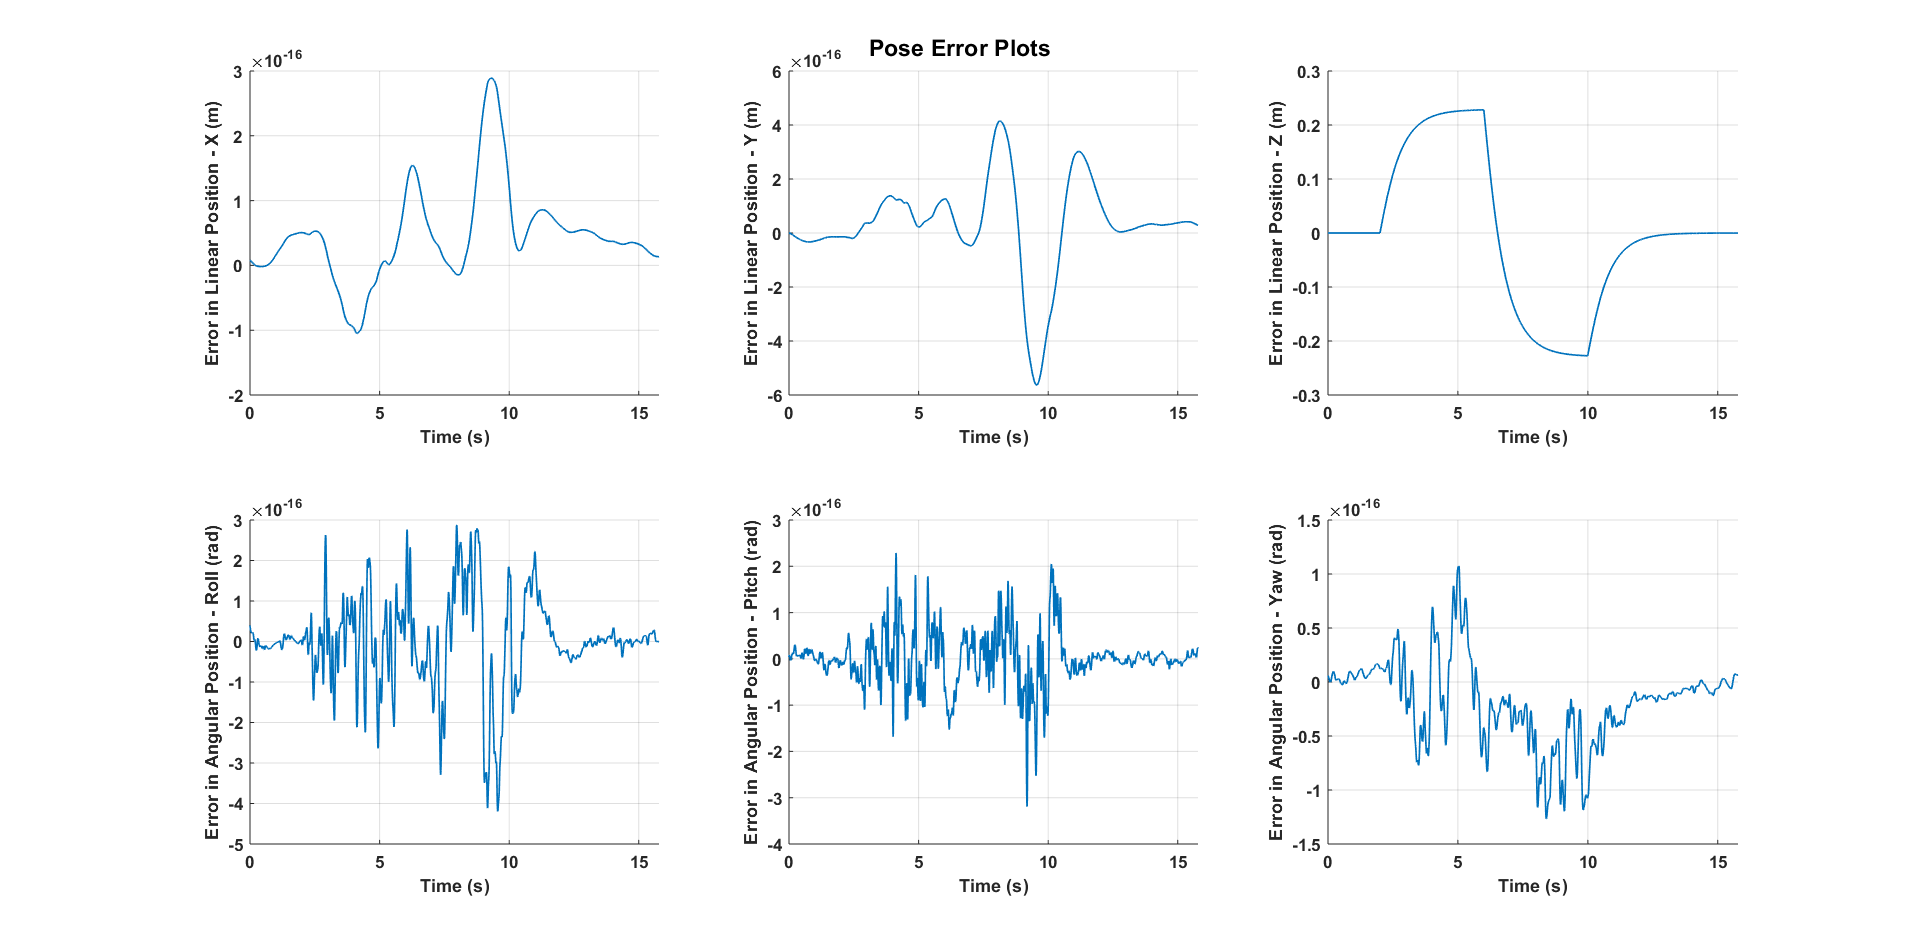 Pose Error Plots
×10-16
3
2
1
0
-1
-2
0 5 10 15
Error in Linear Position - X (m)
Time (s)
×10-16
6
4
2
0
-2
-4
-6
0 5 10 15
Error in Linear Position - Y (m)
Time (s)
0.3
0.2
0.1
0
-0.1
-0.2
-0.3
0 5 10 15
Error in Linear Position - Z (m)
Time (s)
×10-16
3
2
1
0
-1
-2
-3
-4
-5
0 5 10 15
Error in Angular Position - Roll (rad)
Time (s)
×10-16
3
2
1
0
-1
-2
-3
-4
0 5 10 15
Error in Angular Position - Pitch (rad)
Time (s)
×10-16
1.5
1
0.5
0
-0.5
-1
-1.5
0 5 10 15
Error in Angular Position - Yaw (rad)
Time (s)